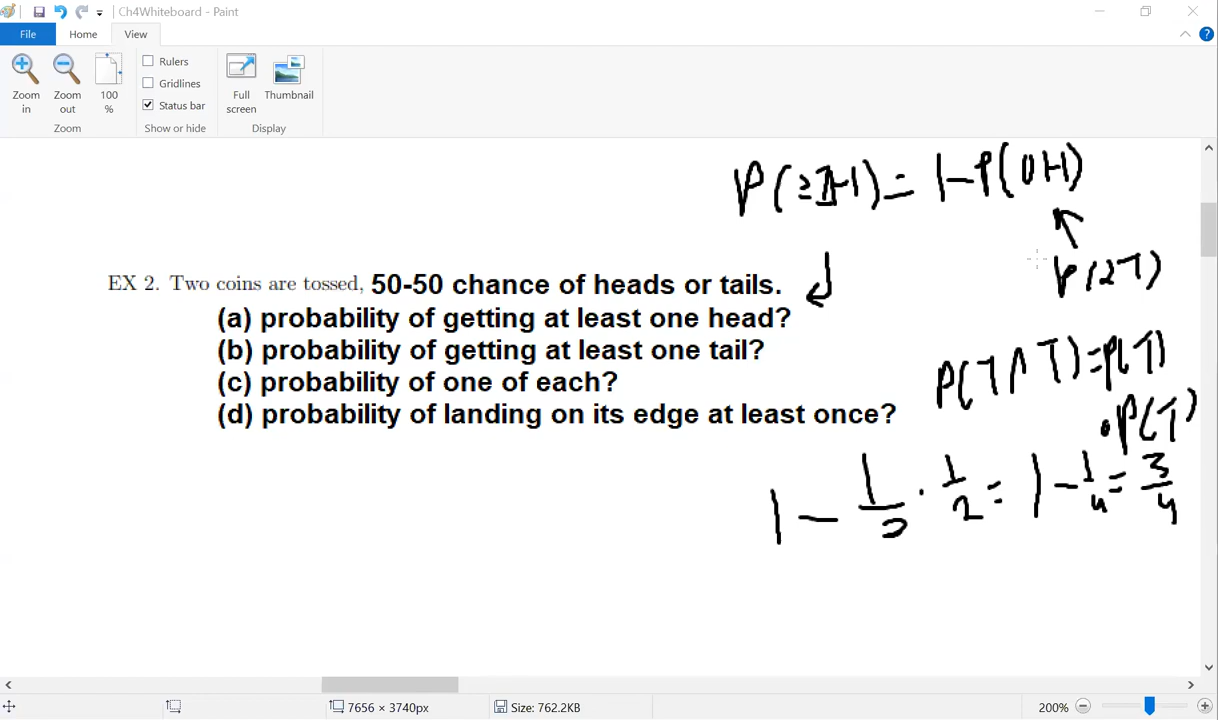 Ch4Whiteboard - Paint
File Home View
Zoom in
Zoom out
100 %
Rulers
Gridlines
Status bar
Full screen
Thumbnail
Zoom
Show or hide
Display
P(≥1H) = 1-P(0H)
P(2T)
EX 2. Two coins are tossed, 50-50 chance of heads or tails.
(a) probability of getting at least one head?
(b) probability of getting at least one tail?
(c) probability of one of each?
(d) probability of landing on its edge at least once?
P(T∧T)=P(T)
·P(T)
1 - 1/2 · 1/2 = 1 - 1/4 = 3/4
7656 × 3740px
Size: 762.2KB
200%